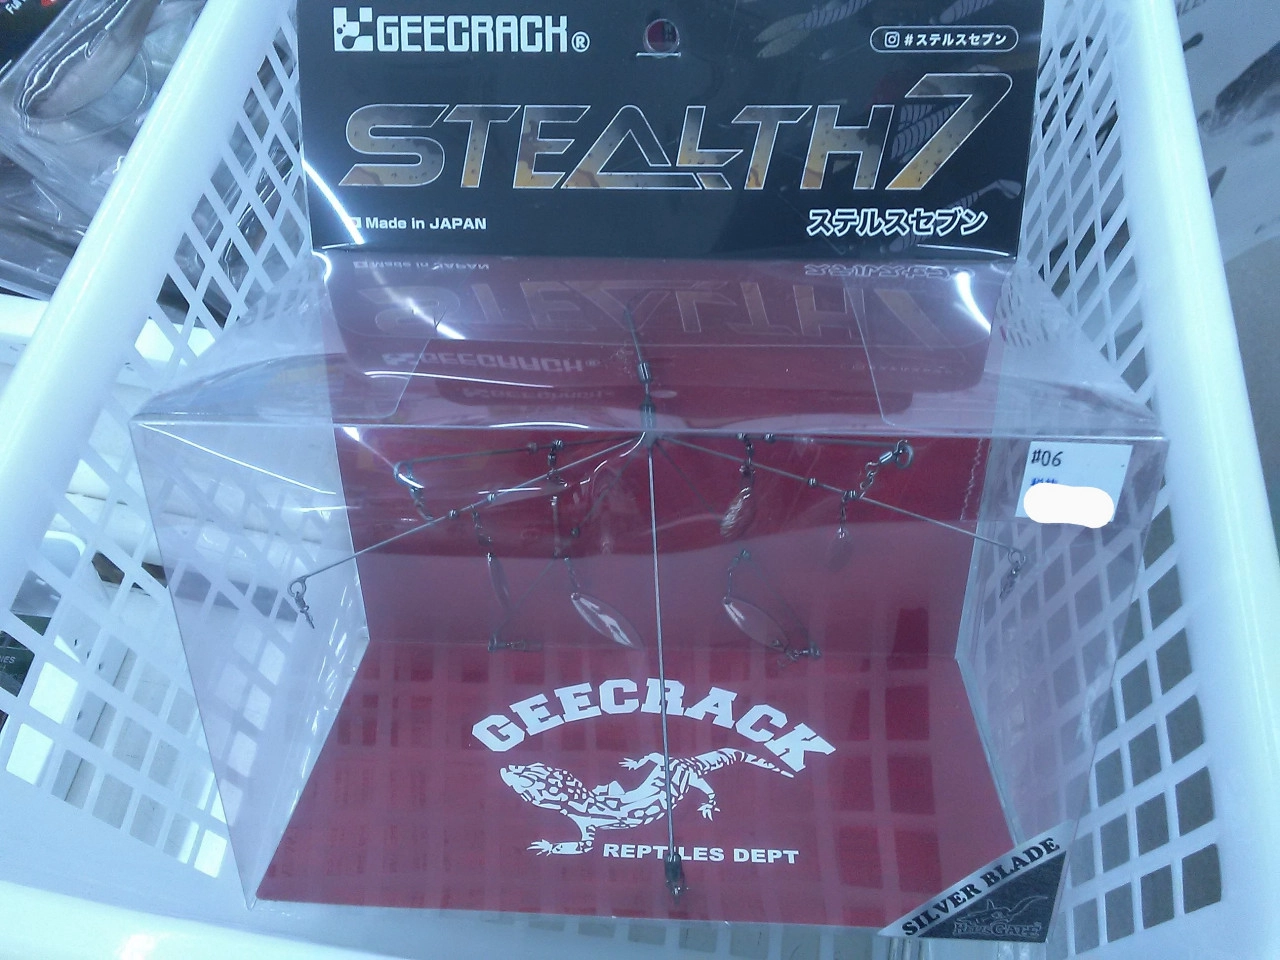 GEECRACK®
#ステルスセブン
STEALTH7
Made in JAPAN
ステルスセブン
#06
GEECRACK
REPTILES DEPT
SILVER BLADE